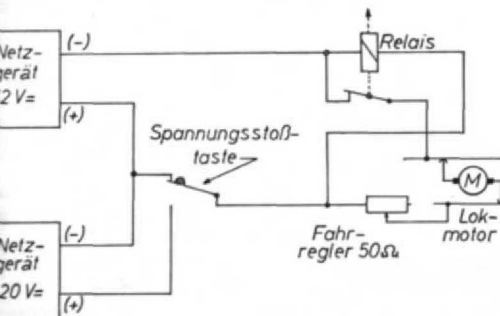 (-)
Netz-
gerät
2 V=
(+)
Relais
Spannungsstoß-
taste
M
Lok-
motor
Fahr-
regler 50Ω
(-)
Netz-
gerät
20 V=
(+)